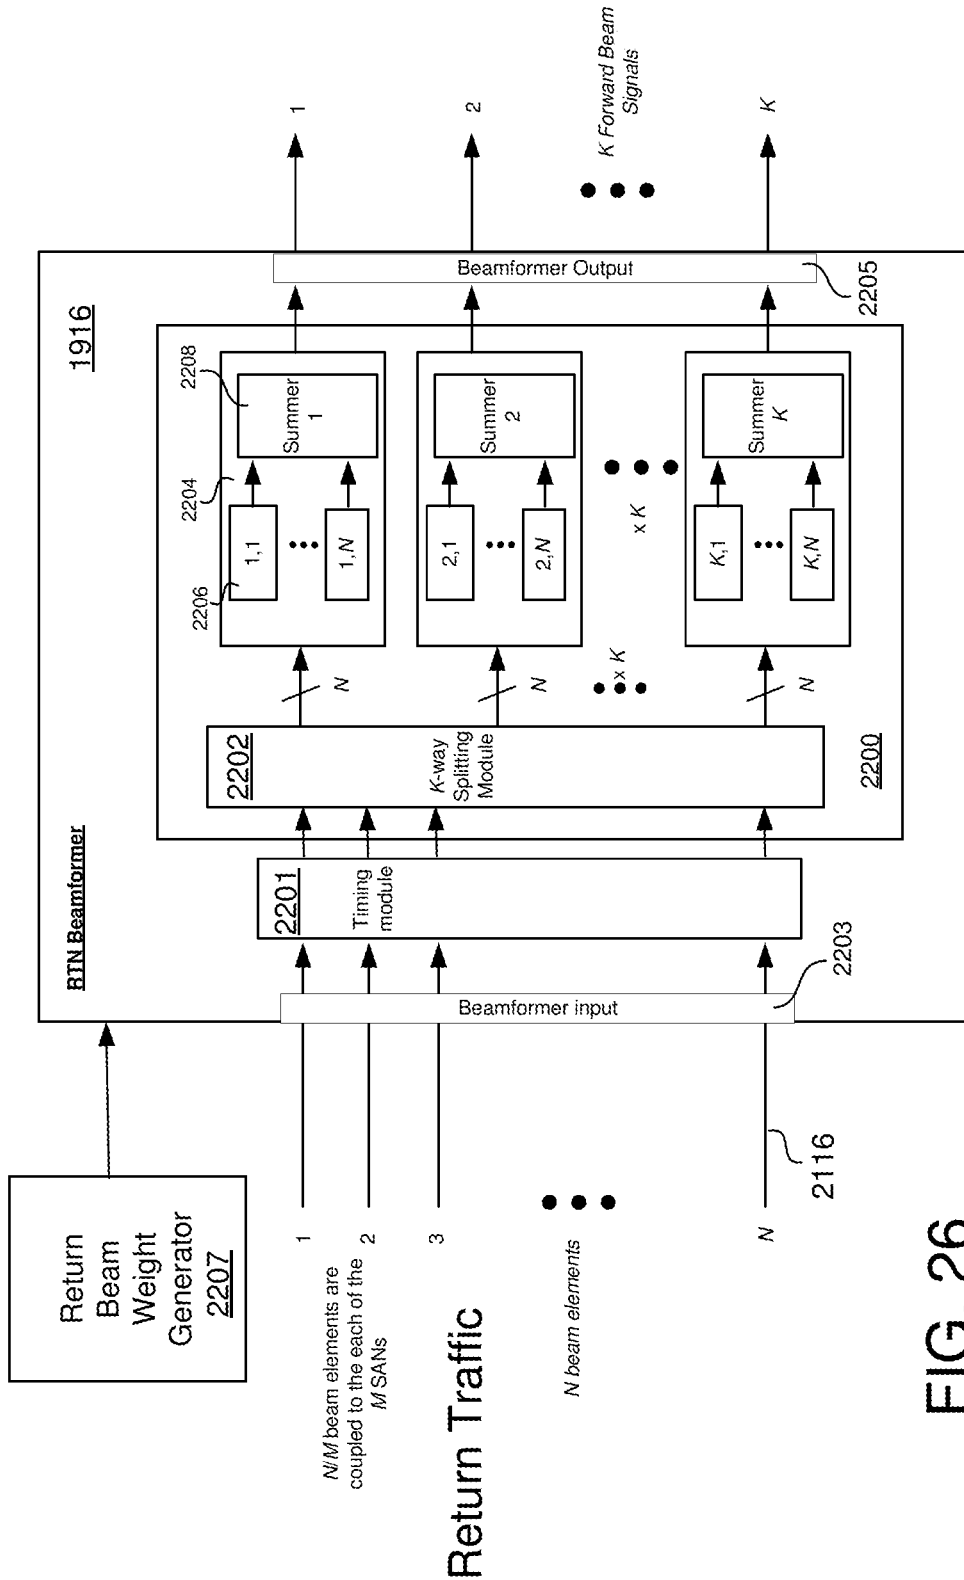 Return
Beam
Weight
Generator
2207
RTN Beamformer
1916
N/M beam elements are
coupled to the each of the
M SANs
Return Traffic
1
2
3
N beam elements
N
2116
Beamformer input
2203
2201
Timing
module
2202
K-way
Splitting
Module
2200
N
N
x K
N
2206
2204
2208
1,1
1,N
Summer
1
2,1
2,N
Summer
2
x K
K,1
K,N
Summer
K
Beamformer Output
2205
1
2
K Forward Beam
Signals
K
FIG. 26